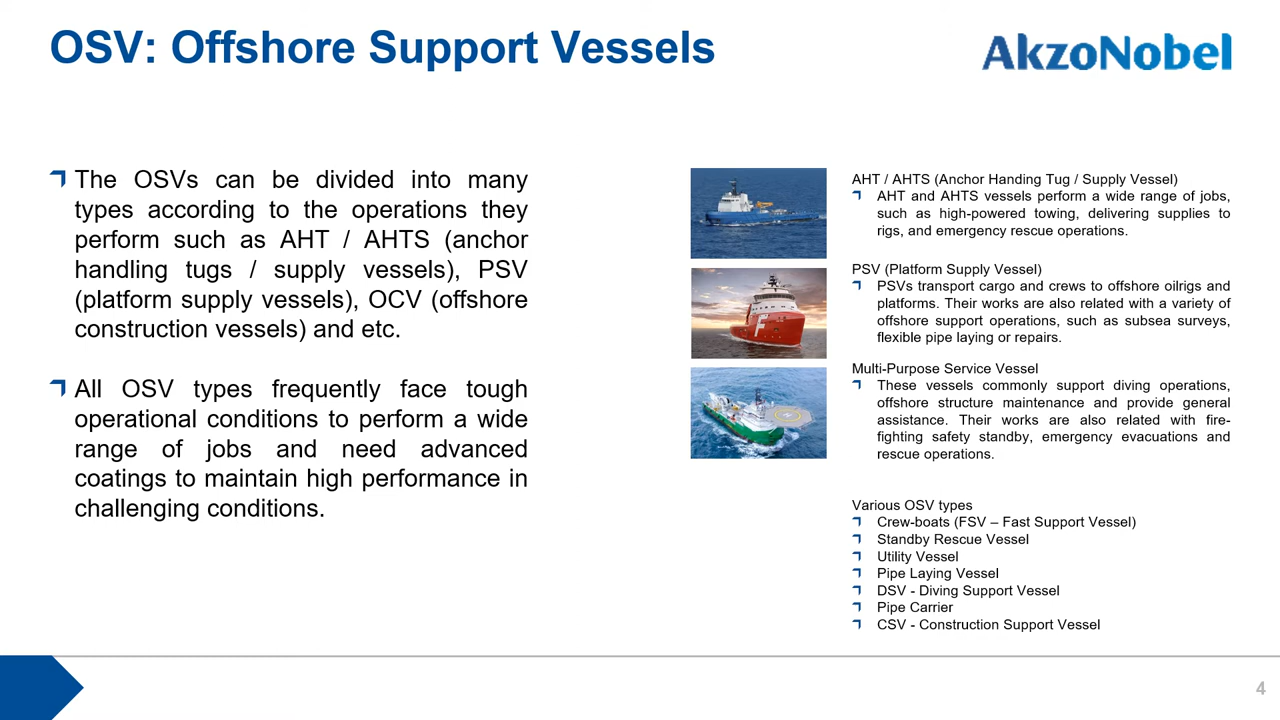 OSV: Offshore Support Vessels
AkzoNobel
The OSVs can be divided into many
types according to the operations they
perform such as AHT / AHTS (anchor
handling tugs / supply vessels), PSV
(platform supply vessels), OCV (offshore
construction vessels) and etc.
All OSV types frequently face tough
operational conditions to perform a wide
range of jobs and need advanced
coatings to maintain high performance in
challenging conditions.
AHT / AHTS (Anchor Handing Tug / Supply Vessel)
AHT and AHTS vessels perform a wide range of jobs,
such as high-powered towing, delivering supplies to
rigs, and emergency rescue operations.
PSV (Platform Supply Vessel)
PSVs transport cargo and crews to offshore oilrigs and
platforms. Their works are also related with a variety of
offshore support operations, such as subsea surveys,
flexible pipe laying or repairs.
Multi-Purpose Service Vessel
These vessels commonly support diving operations,
offshore structure maintenance and provide general
assistance. Their works are also related with fire-
fighting safety standby, emergency evacuations and
rescue operations.
Various OSV types
Crew-boats (FSV – Fast Support Vessel)
Standby Rescue Vessel
Utility Vessel
Pipe Laying Vessel
DSV - Diving Support Vessel
Pipe Carrier
CSV - Construction Support Vessel
4